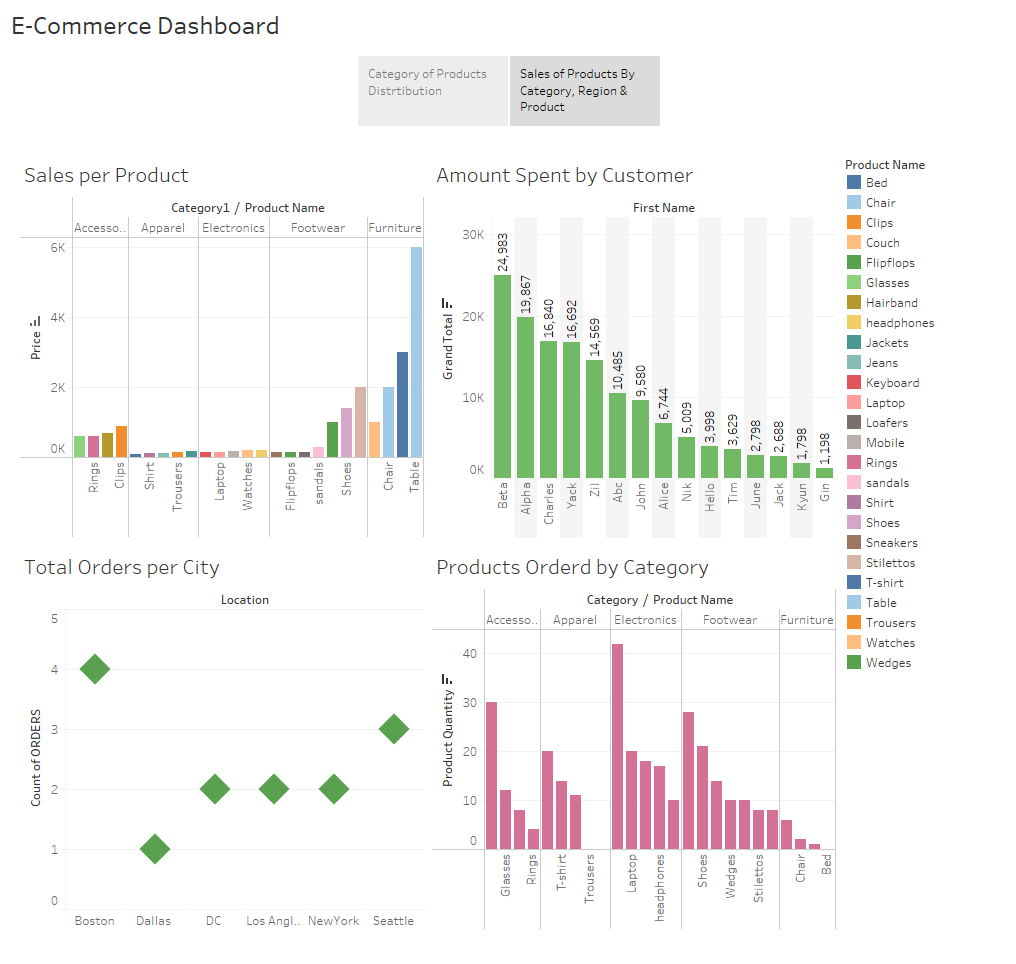 E-Commerce Dashboard
Category of Products
Distrtibution
Sales of Products By
Category, Region &
Product
Sales per Product
Category1 / Product Name
Accesso..
Apparel
Electronics
Footwear
Furniture
Price
6K
4K
2K
0K
Rings
Clips
Shirt
Trousers
Laptop
Watches
Flipflops
sandals
Shoes
Chair
Table
Amount Spent by Customer
First Name
Grand Total
30K
20K
10K
0K
24,983
19,867
16,840
16,692
14,569
10,485
9,580
6,744
5,009
3,998
3,629
2,798
2,688
1,798
1,198
Beta
Alpha
Charles
Yack
Zil
Abc
John
Alice
Nik
Hello
Tim
June
Jack
Kyun
Gin
Product Name
Bed
Chair
Clips
Couch
Flipflops
Glasses
Hairband
headphones
Jackets
Jeans
Keyboard
Laptop
Loafers
Mobile
Rings
sandals
Shirt
Shoes
Sneakers
Stilettos
T-shirt
Table
Trousers
Watches
Wedges
Total Orders per City
Location
Count of ORDERS
5
4
3
2
1
0
Boston
Dallas
DC
Los Angl..
NewYork
Seattle
Products Orderd by Category
Category / Product Name
Accesso..
Apparel
Electronics
Footwear
Furniture
Product Quantity
40
30
20
10
0
Glasses
Rings
T-shirt
Trousers
Laptop
headphones
Shoes
Wedges
Stilettos
Chair
Bed